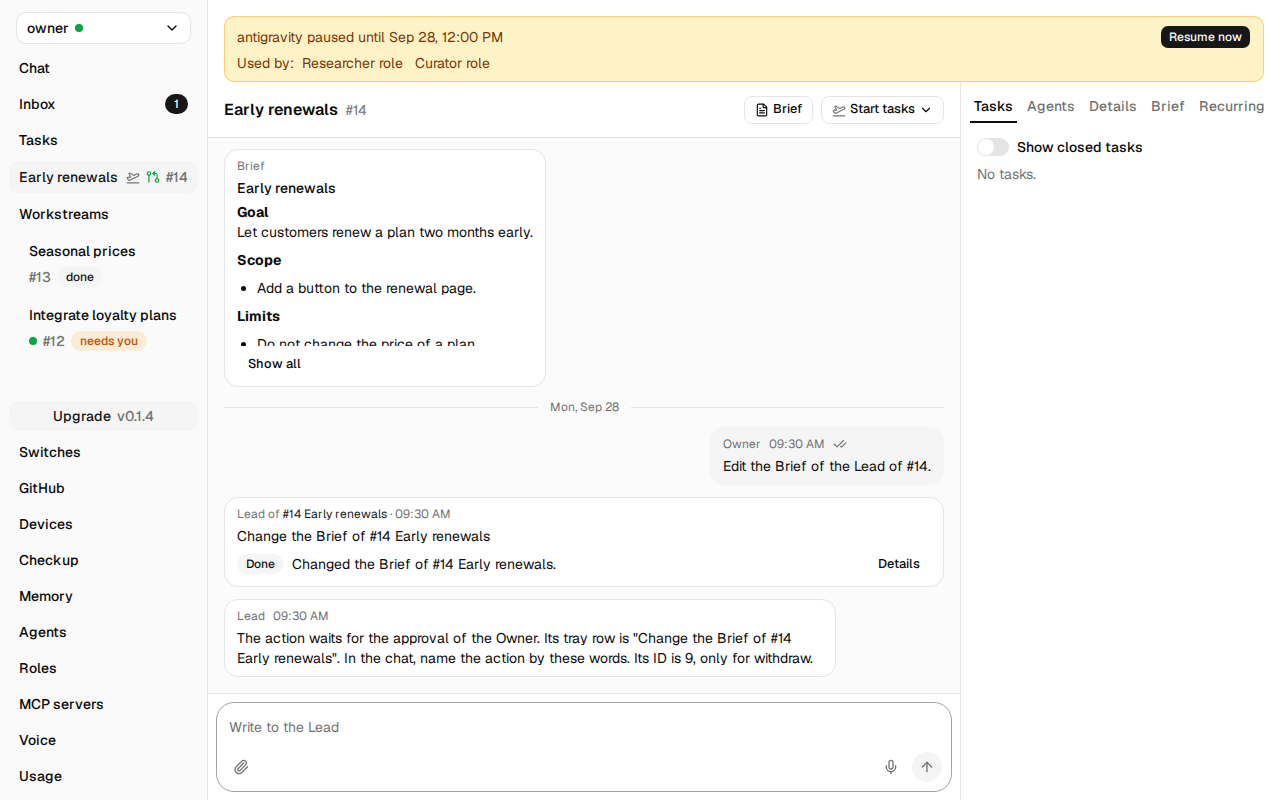 owner
Chat
Inbox
1
Tasks
Early renewals #14
Workstreams
Seasonal prices
#13 done
Integrate loyalty plans
#12 needs you
Upgrade v0.1.4
Switches
GitHub
Devices
Checkup
Memory
Agents
Roles
MCP servers
Voice
Usage
antigravity paused until Sep 28, 12:00 PM
Resume now
Used by: Researcher role Curator role
Early renewals #14
Brief
Start tasks
Brief
Early renewals
Goal
Let customers renew a plan two months early.
Scope
• Add a button to the renewal page.
Limits
• Do not change the price of a plan
Show all
Mon, Sep 28
Owner 09:30 AM
Edit the Brief of the Lead of #14.
Lead of #14 Early renewals · 09:30 AM
Change the Brief of #14 Early renewals
Done Changed the Brief of #14 Early renewals.
Details
Lead 09:30 AM
The action waits for the approval of the Owner. Its tray row is "Change the Brief of #14
Early renewals". In the chat, name the action by these words. Its ID is 9, only for withdraw.
Write to the Lead
Tasks Agents Details Brief Recurring
Show closed tasks
No tasks.